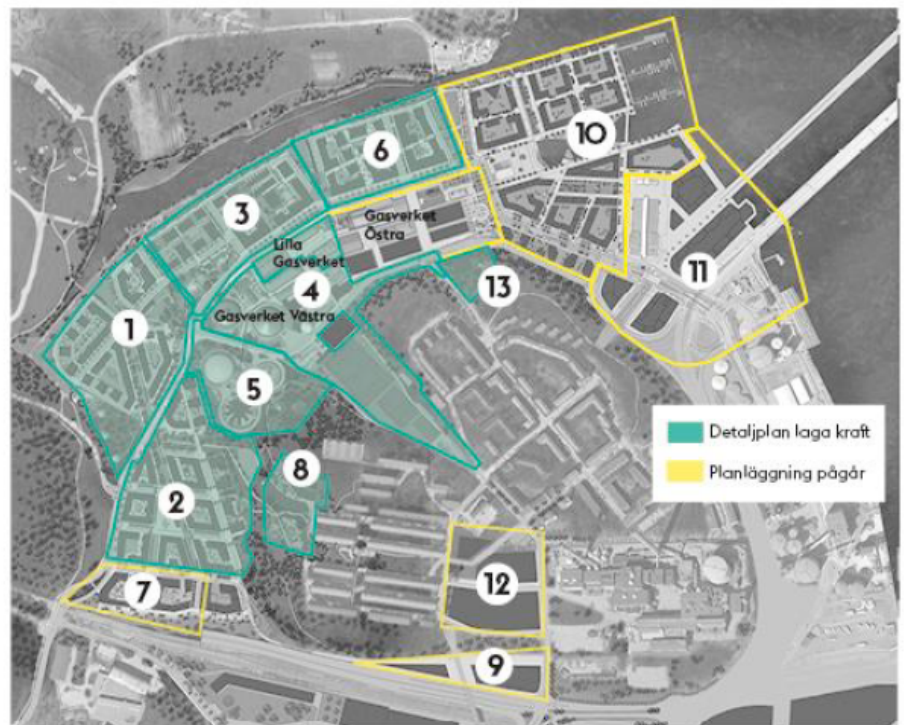 6
10
3
Gasverket
Östra
Lilla
Gasverket
4
13
11
1
Gasverket Västra
5
Detaljplan laga kraft
Planläggning pågår
8
2
12
7
9